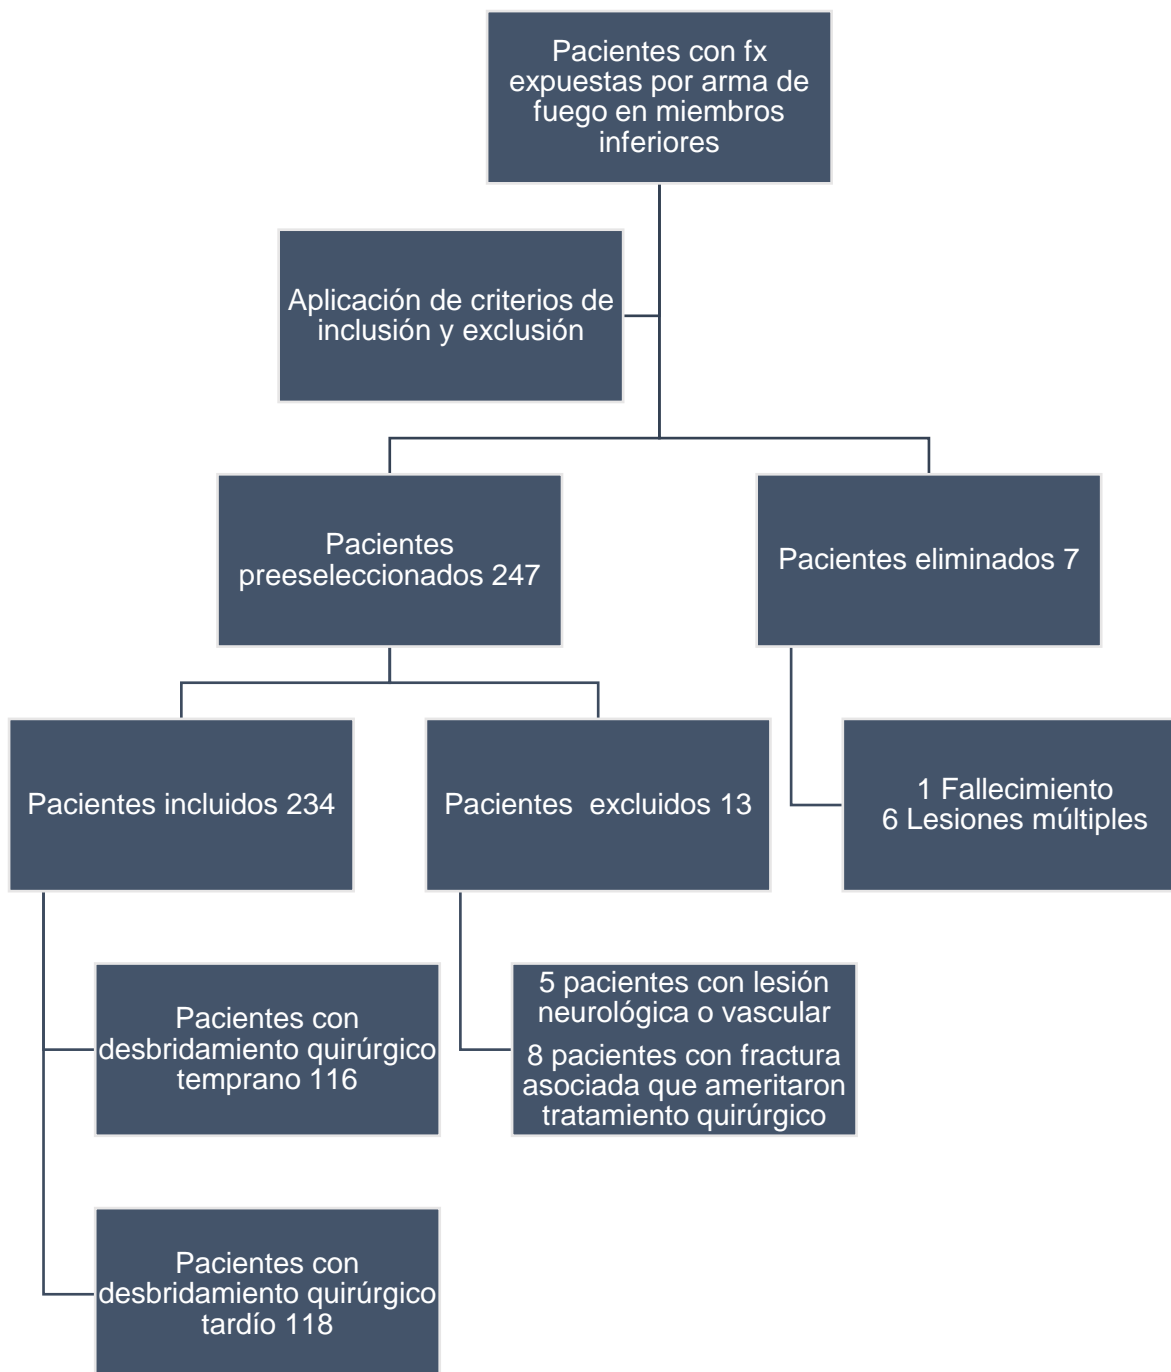 Pacientes con fx
expuestas por arma de
fuego en miembros
inferiores
Aplicación de criterios de
inclusión y exclusión
Pacientes
preeseleccionados 247
Pacientes eliminados 7
Pacientes incluidos 234
Pacientes  excluidos 13
1 Fallecimiento
6 Lesiones múltiples
Pacientes con
desbridamiento quirúrgico
temprano 116
5 pacientes con lesión
neurológica o vascular
8 pacientes con fractura
asociada que ameritaron
tratamiento quirúrgico
Pacientes con
desbridamiento quirúrgico
tardío 118